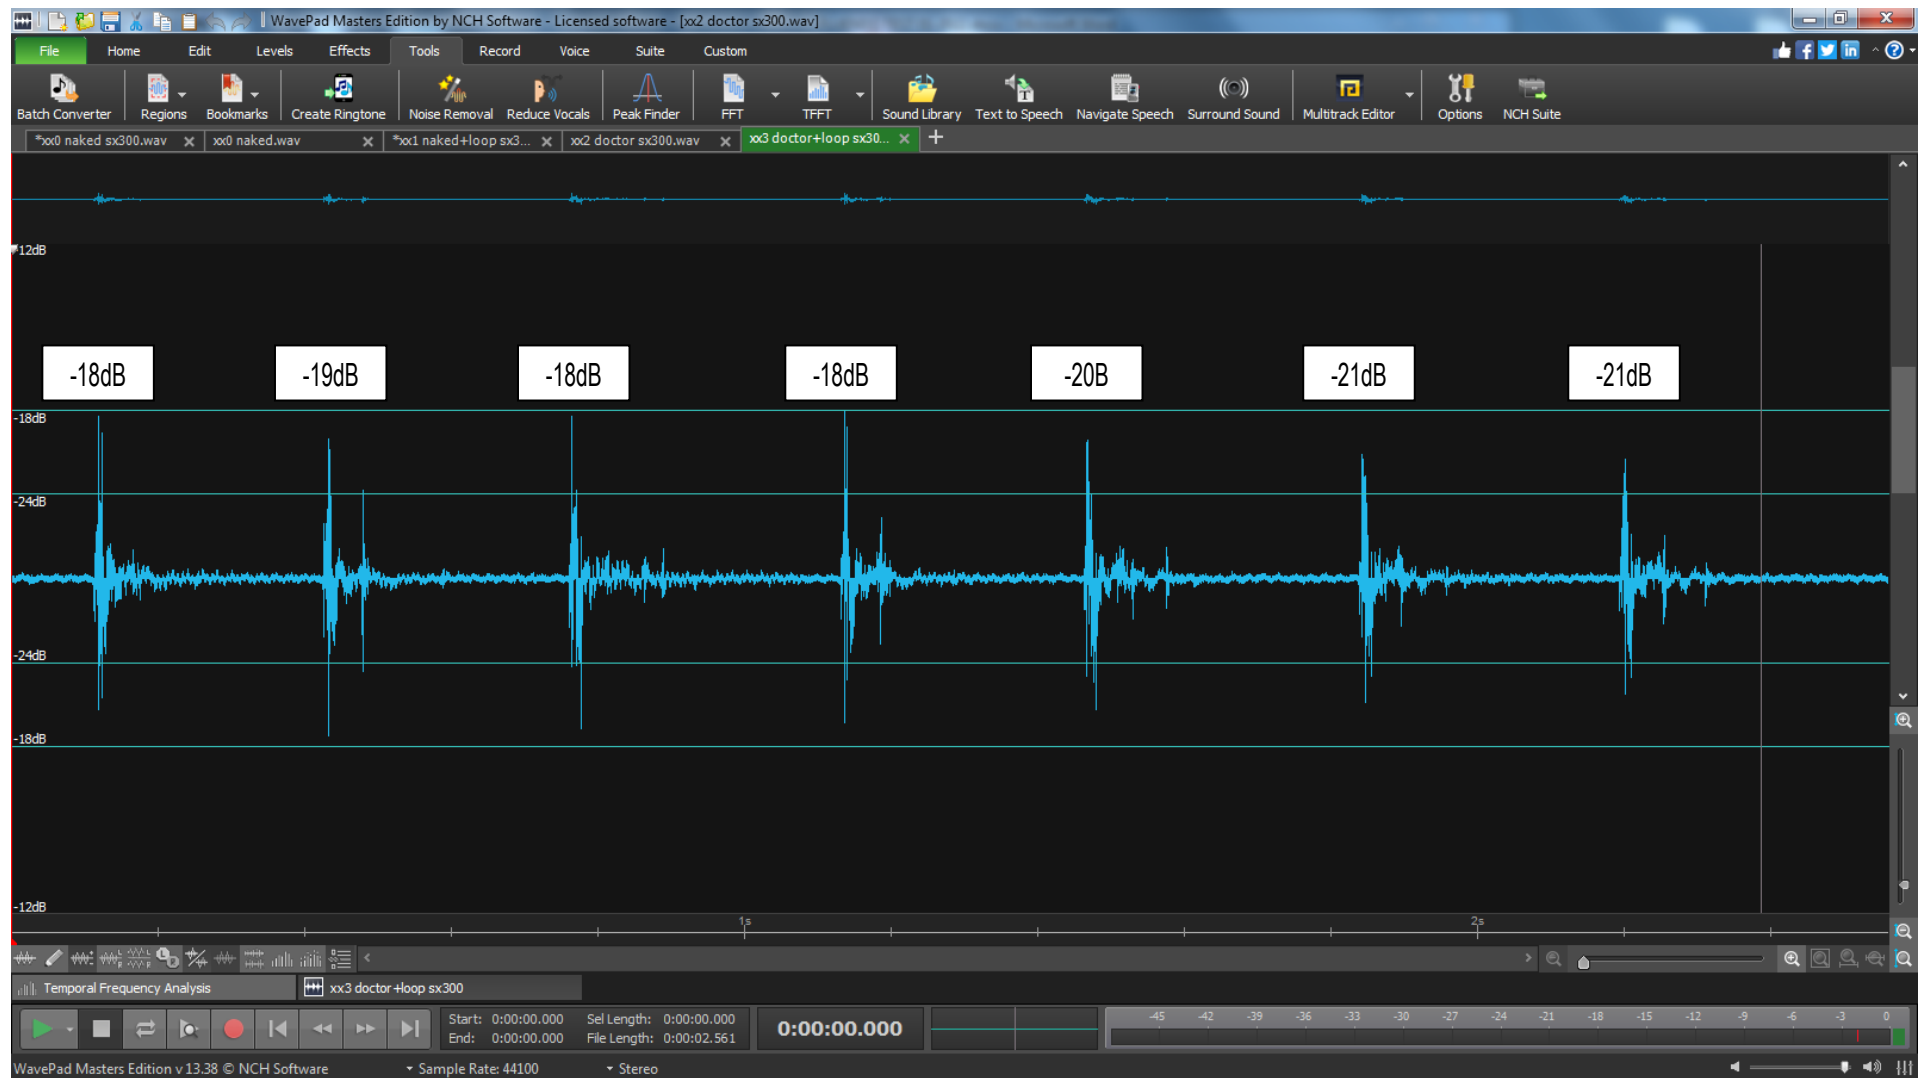 WavePad Masters Edition by NCH Software - Licensed software - [xx2 doctor sx300.wav]
File Home Edit Levels Effects Tools Record Voice Suite Custom
Batch Converter Regions Bookmarks Create Ringtone Noise Removal Reduce Vocals Peak Finder FFT TFFT Sound Library Text to Speech Navigate Speech Surround Sound Multitrack Editor Options NCH Suite
*xx0 naked sx300.wav xx0 naked.wav *xx1 naked+loop sx3... xx2 doctor sx300.wav xx3 doctor+loop sx30...
-12dB
-18dB -19dB -18dB -18dB -20B -21dB -21dB
-18dB
-24dB
-24dB
-18dB
-12dB
1s 2s
Temporal Frequency Analysis xx3 doctor+loop sx300
Start: 0:00:00.000 Sel Length: 0:00:00.000
End: 0:00:00.000 File Length: 0:00:02.561
0:00:00.000
-45 -42 -39 -36 -33 -30 -27 -24 -21 -18 -15 -12 -9 -6 -3 0
WavePad Masters Edition v 13.38 © NCH Software Sample Rate: 44100 Stereo